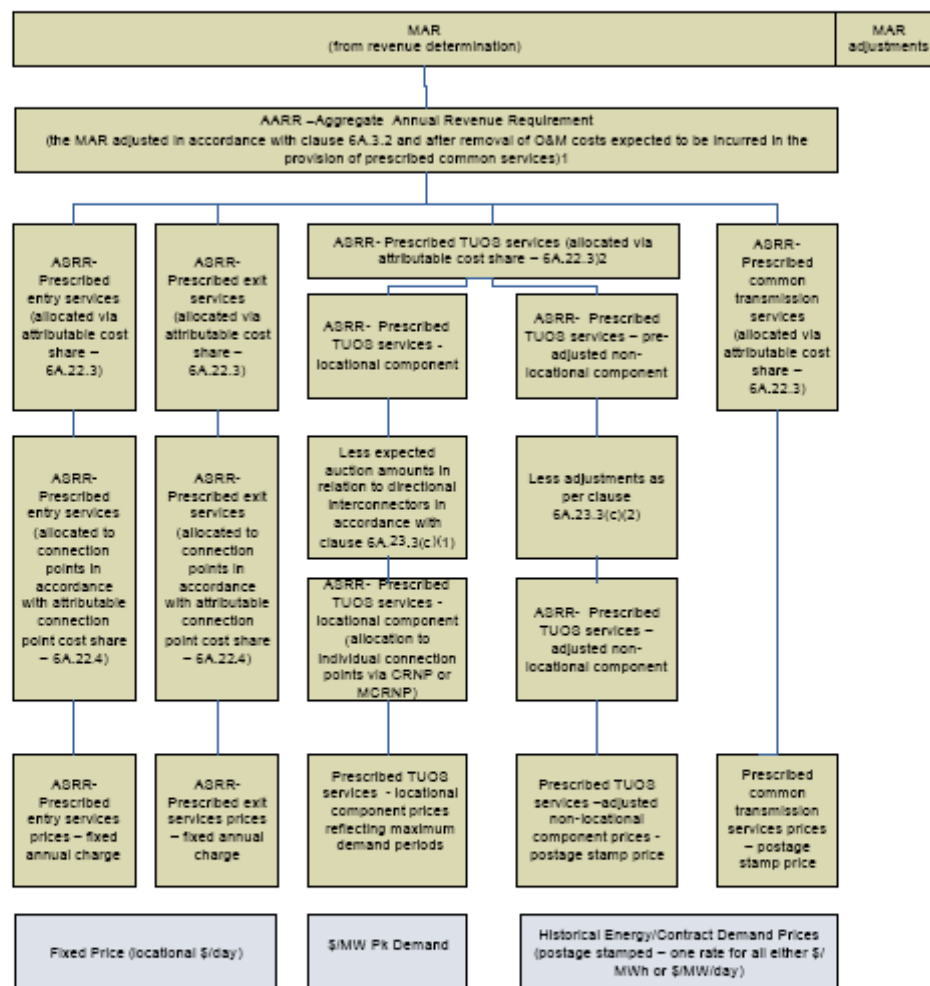 MAR
(from revenue determination)
MAR
adjustments
AARR –Aggregate Annual Revenue Requirement
(the MAR adjusted in accordance with clause 6A.3.2 and after removal of O&M costs expected to be incurred in the
provision of prescribed common services)1
ASRR-
Prescribed
entry services
(allocated via
attributable cost
share –
6A.22.3)
ASRR-
Prescribed exit
services
(allocated via
attributable cost
share –
6A.22.3)
ASRR- Prescribed TUOS services (allocated via
attributable cost share – 6A.22.3)2
ASRR-
Prescribed
common
transmission
services
(allocated via
attributable cost
share –
6A.22.3)
ASRR- Prescribed
TUOS services -
locational component
ASRR- Prescribed
TUOS services – pre-
adjusted non-
locational component
ASRR-
Prescribed
entry services
(allocated to
connection
points in
accordance
with attributable
connection
point cost share
– 6A.22.4)
ASRR-
Prescribed exit
services
(allocated to
connection
points in
accordance
with attributable
connection
point cost share
– 6A.22.4)
Less expected
auction amounts in
relation to directional
interconnectors in
accordance with
clause 6A.23.3(c)(1)
Less adjustments as
per clause
6A.23.3(c)(2)
ASRR- Prescribed
TUOS services -
locational component
(allocation to
individual connection
points via CRNP or
MCRNP)
ASRR- Prescribed
TUOS services –
adjusted non-
locational component
ASRR-
Prescribed
entry services
prices – fixed
annual charge
ASRR-
Prescribed exit
services prices
– fixed annual
charge
Prescribed TUOS
services - locational
component prices
reflecting maximum
demand periods
Prescribed TUOS
services –adjusted
non-locational
component prices -
postage stamp price
Prescribed
common
transmission
services prices
– postage
stamp price
Fixed Price (locational $/day)
$/MW Pk Demand
Historical Energy/Contract Demand Prices
(postage stamped – one rate for all either $/
MWh or $/MW/day)